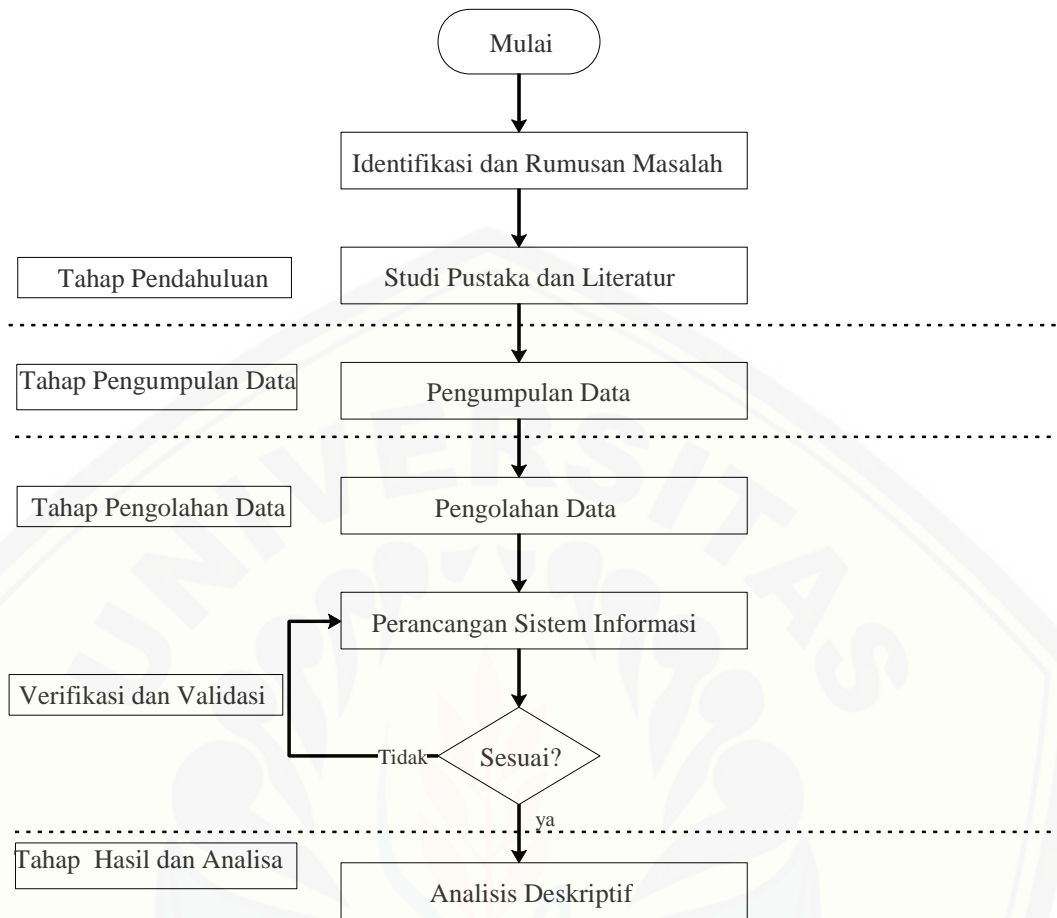 Mulai
Identifikasi dan Rumusan Masalah
Tahap Pendahuluan
Studi Pustaka dan Literatur
Tahap Pengumpulan Data
Pengumpulan Data
Tahap Pengolahan Data
Pengolahan Data
Perancangan Sistem Informasi
Verifikasi dan Validasi
Tidak
Sesuai?
ya
Tahap Hasil dan Analisa
Analisis Deskriptif
UNIVERSITAS